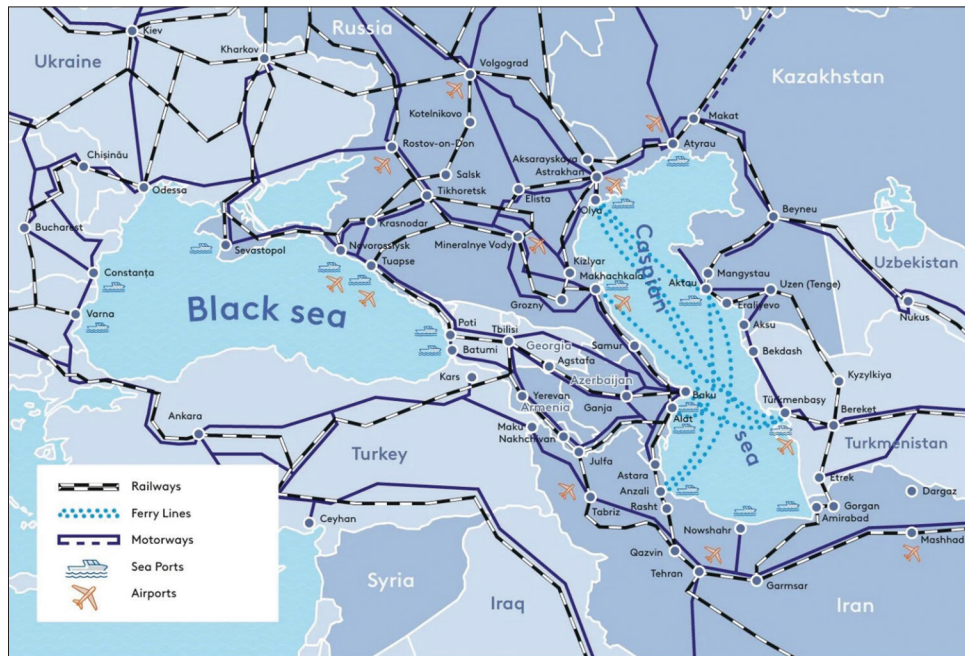 Kiev
Russia
Ukraine
Kharkov
Volgograd
Kazakhstan
Kotelnikovo
Makat
Rostov-on-Don
Atyrau
Chișinău
Aksarayskaya
Astrakhan
Salsk
Odessa
Tikhoretsk
Elista
Olya
Beyneu
Bucharest
Krasnodar
Sevastopol
Novorossiysk
Mineralnye Vody
Tuapse
Caspian
sea
Uzbekistan
Constanța
Kizlyar
Makhachkala
Mangystau
Aktau
Uzen (Tenge)
Black sea
Grozny
Eralievo
Nukus
Varna
Poti
Tbilisi
Aksu
Batumi
Georgia
Samur
Bekdash
Agstafa
Kars
Azerbaijan
Kyzylkiya
Yerevan
Baku
Armenia
Ganja
Alat
Türkmenbaşy
Bereket
Ankara
Maku
Nakhchivan
Turkmenistan
Turkey
Julfa
Astara
Etrek
Anzali
Dargaz
Tabriz
Rasht
Gorgan
Amirabad
Nowshahr
Ceyhan
Mashhad
Qazvin
Tehran
Garmsar
Syria
Iraq
Iran
Railways
Ferry Lines
Motorways
Sea Ports
Airports